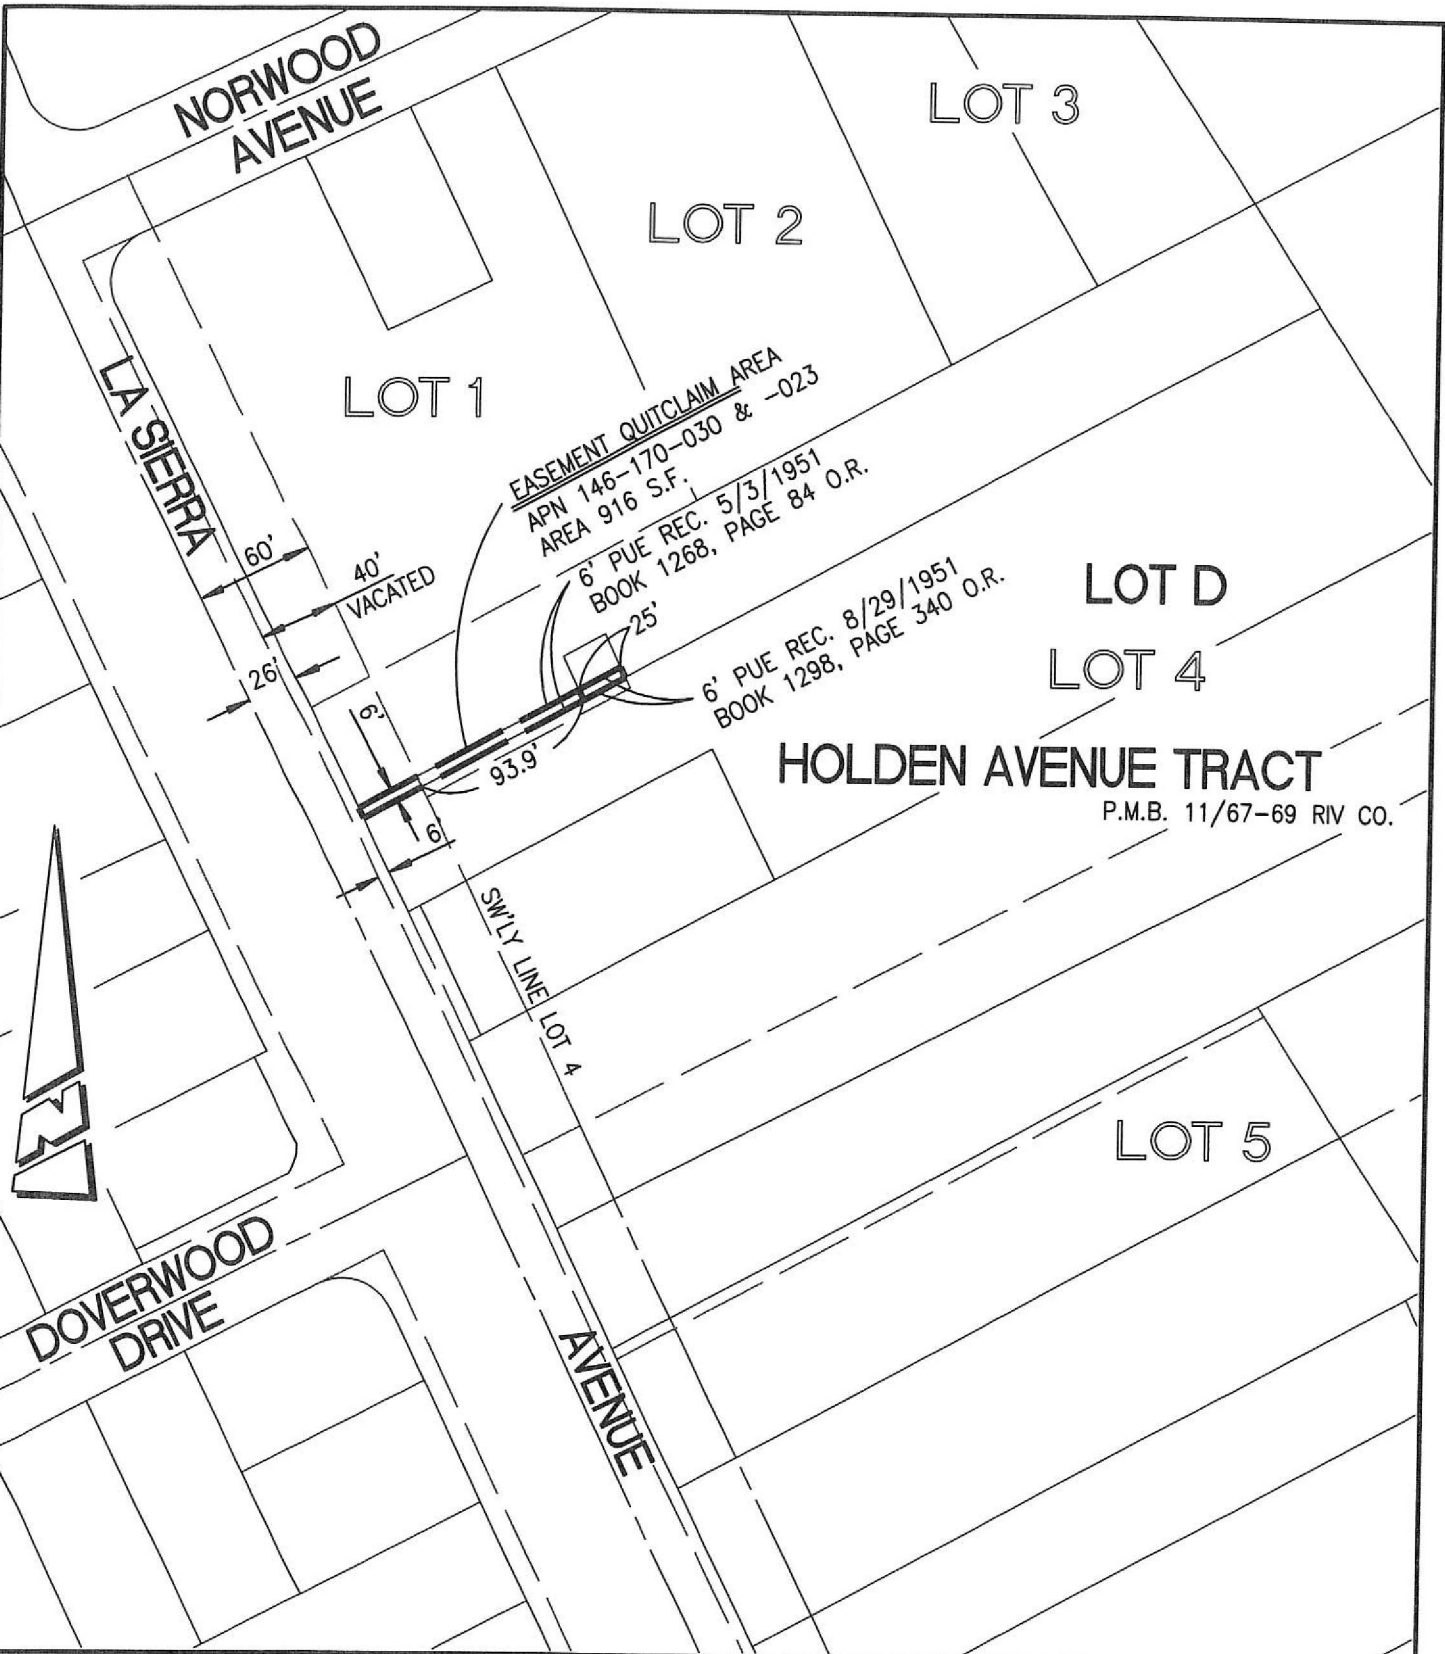 NORWOOD
AVENUE
LOT 3
LOT 2
LOT 1
LA SIERRA
EASEMENT QUITCLAIM AREA
APN 146-170-030 & -023
AREA 916 S.F.
6' PUE REC. 5/3/1951
BOOK 1268, PAGE 84 O.R.
60'
40'
VACATED
25'
6' PUE REC. 8/29/1951
BOOK 1298, PAGE 340 O.R.
LOT D
LOT 4
26'
6'
93.9'
HOLDEN AVENUE TRACT
P.M.B. 11/67-69 RIV CO.
6'
SW'LY LINE LOT 4
N
LOT 5
DOVERWOOD
DRIVE
AVENUE